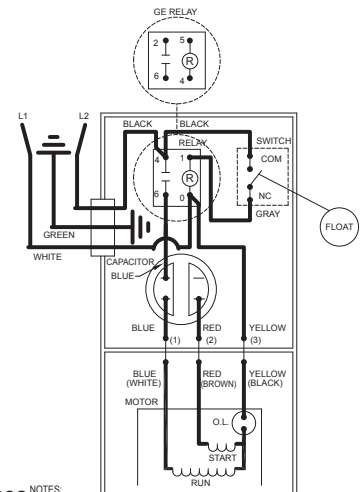 GE RELAY
2 5
R
6 4
L1 L2
BLACK BLACK
RELAY
SWITCH
4 1
COM
R
NC
6 0
GRAY
FLOAT
GREEN
WHITE
CAPACITOR
BLUE
BLUE RED YELLOW
(1) (2) (3)
BLUE RED YELLOW
(WHITE) (BROWN) (BLACK)
MOTOR
O.L.
START
RUN
NOTES: